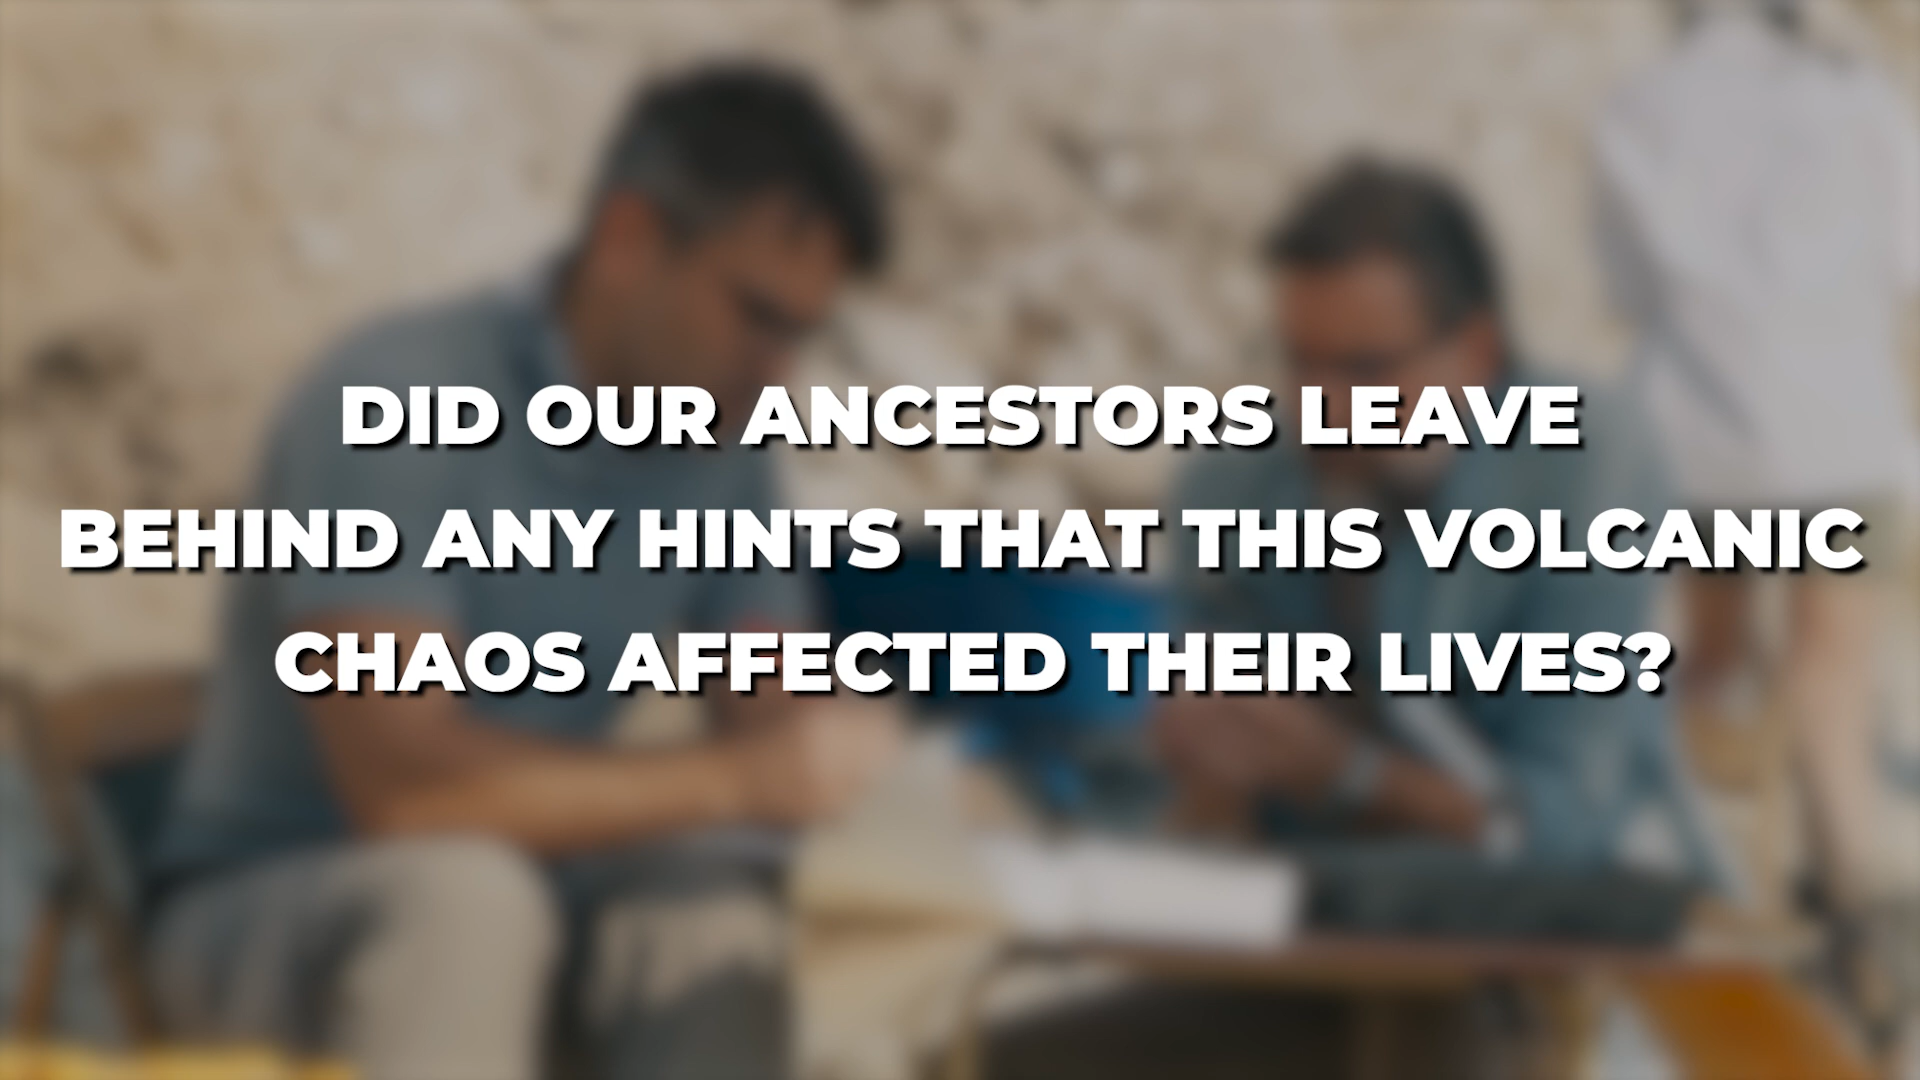 DID OUR ANCESTORS LEAVE
BEHIND ANY HINTS THAT THIS VOLCANIC
CHAOS AFFECTED THEIR LIVES?